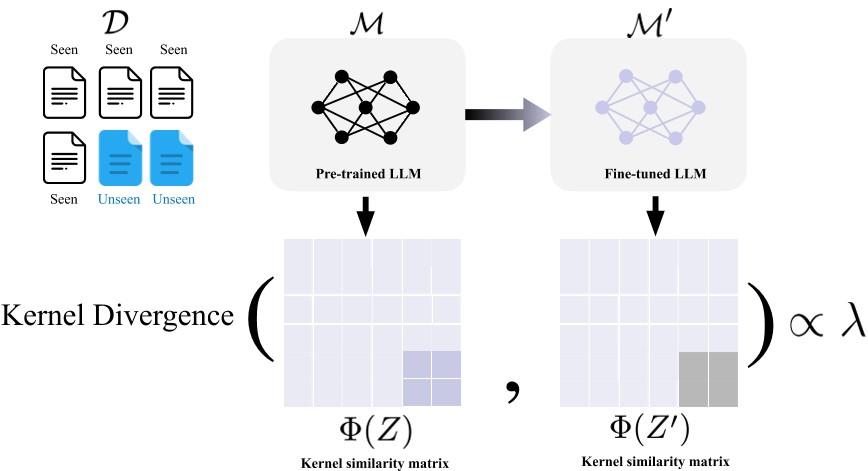 𝒟
Seen Seen Seen
Seen Unseen Unseen
ℳ
Pre-trained LLM
ℳ′
Fine-tuned LLM
Kernel Divergence ( , ) ∝ λ
Φ(Z)
Kernel similarity matrix
Φ(Z′)
Kernel similarity matrix